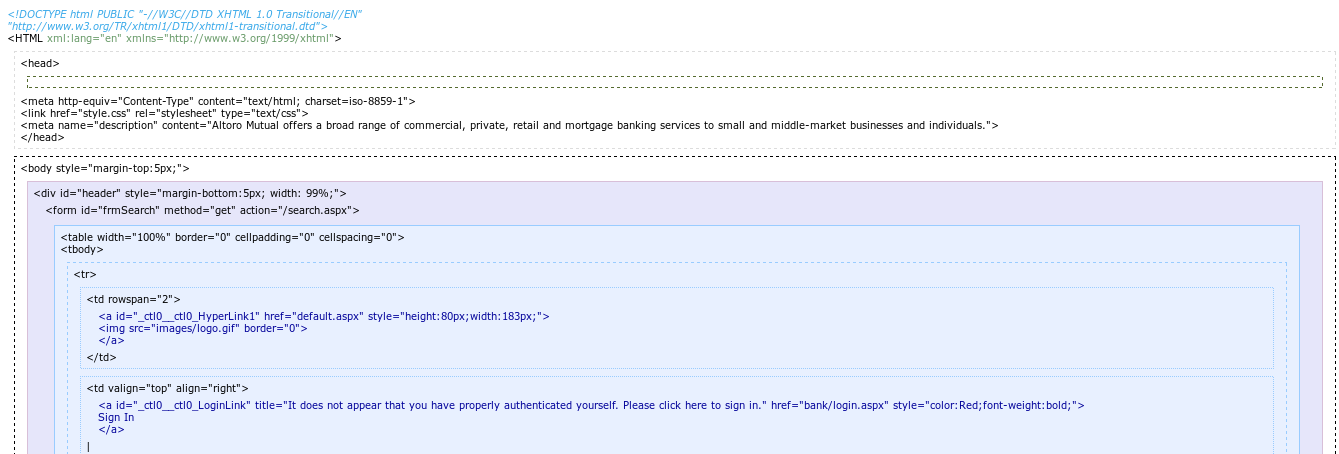 <!DOCTYPE html PUBLIC "-//W3C//DTD XHTML 1.0 Transitional//EN"
"http://www.w3.org/TR/xhtml1/DTD/xhtml1-transitional.dtd">
<HTML xml:lang="en" xmlns="http://www.w3.org/1999/xhtml">
<head>
<meta http-equiv="Content-Type" content="text/html; charset=iso-8859-1">
<link href="style.css" rel="stylesheet" type="text/css">
<meta name="description" content="Altoro Mutual offers a broad range of commercial, private, retail and mortgage banking services to small and middle-market businesses and individuals.">
</head>
<body style="margin-top:5px;">
<div id="header" style="margin-bottom:5px; width: 99%;">
<form id="frmSearch" method="get" action="/search.aspx">
<table width="100%" border="0" cellpadding="0" cellspacing="0">
<tbody>
<tr>
<td rowspan="2">
<a id="_ctl0__ctl0_HyperLink1" href="default.aspx" style="height:80px;width:183px;">
<img src="images/logo.gif" border="0">
</a>
</td>
<td valign="top" align="right">
<a id="_ctl0__ctl0_LoginLink" title="It does not appear that you have properly authenticated yourself. Please click here to sign in." href="bank/login.aspx" style="color:Red;font-weight:bold;">
Sign In
</a>
|